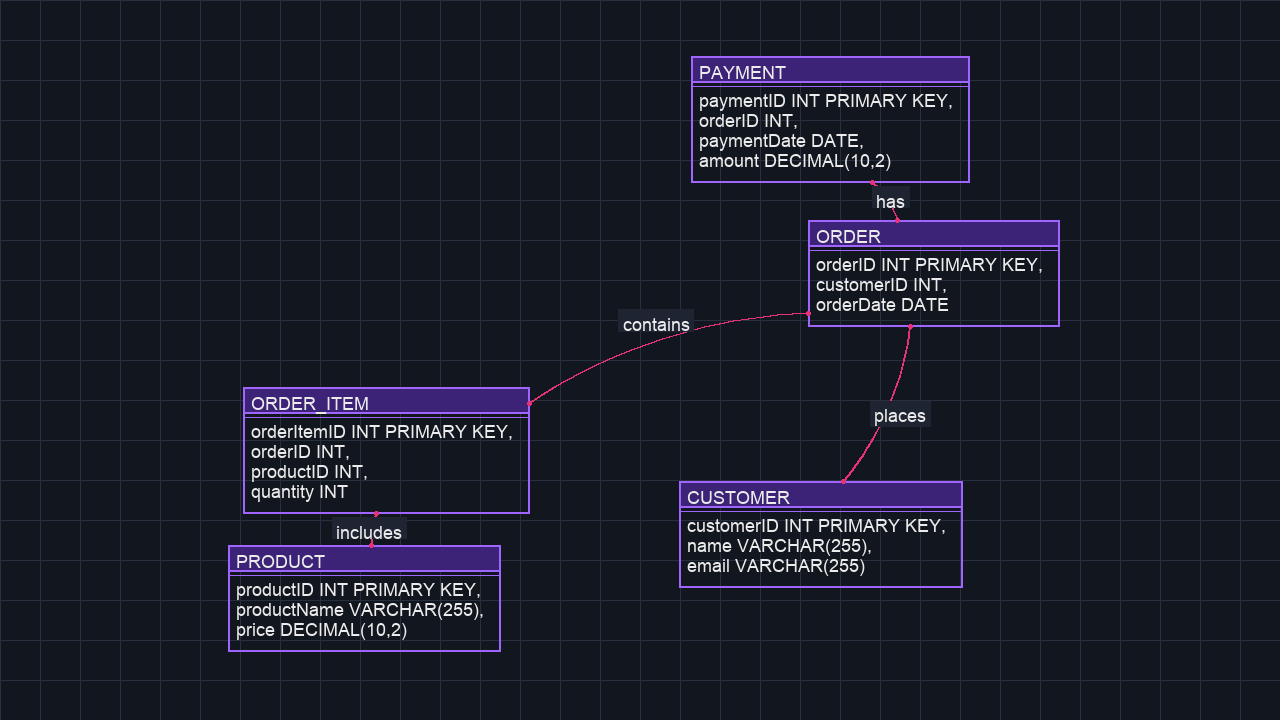 PAYMENT
paymentID INT PRIMARY KEY,
orderID INT,
paymentDate DATE,
amount DECIMAL(10,2)
has
ORDER
orderID INT PRIMARY KEY,
customerID INT,
orderDate DATE
contains
ORDER_ITEM
orderItemID INT PRIMARY KEY,
orderID INT,
productID INT,
quantity INT
places
CUSTOMER
customerID INT PRIMARY KEY,
name VARCHAR(255),
email VARCHAR(255)
includes
PRODUCT
productID INT PRIMARY KEY,
productName VARCHAR(255),
price DECIMAL(10,2)